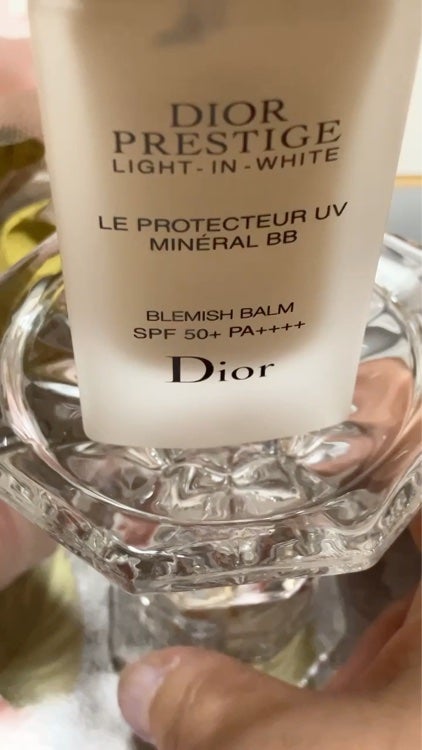 DIOR
PRESTIGE
LIGHT-IN-WHITE
LE PROTECTEUR UV
MINÉRAL BB
BLEMISH BALM
SPF 50+ PA++++
Dior